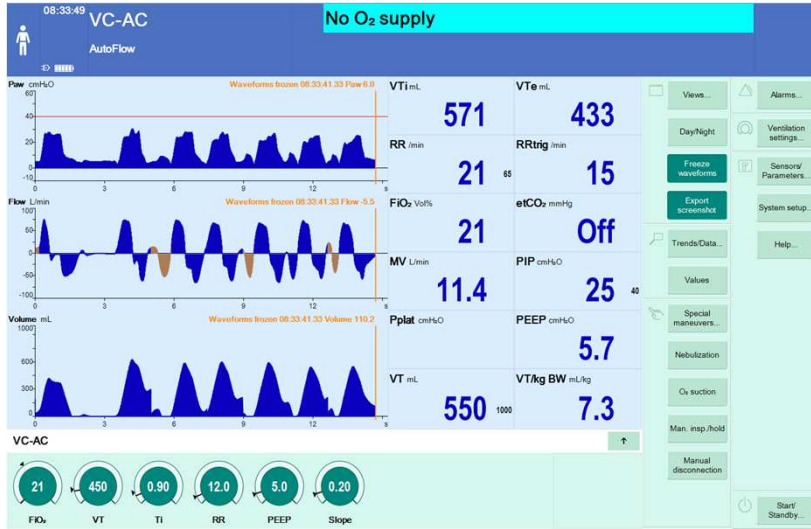 08:33:49
VC-AC
No O₂ supply
AutoFlow
Paw cmH₂O
Waveforms frozen 08:33:41.33 Paw 6.0
60
40
20
0
-10
0 3 6 9 12 s
Flow L/min
Waveforms frozen 08:33:41.33 Flow -5.5
100
50
0
-50
-100
0 3 6 9 12 s
Volume mL
Waveforms frozen 08:33:41.33 Volume 110.2
1000
600
300
0
0 3 6 9 12 s
VTi mL
571
VTe mL
433
RR /min
21 65
RRtrig /min
15
FiO₂ Vol%
21
etCO₂ mmHg
Off
MV L/min
11.4
PIP cmH₂O
25 40
Pplat cmH₂O
PEEP cmH₂O
5.7
VT mL
550 1000
VT/kg BW mL/kg
7.3
Views...
Day/Night
Freeze
waveforms
Export
screenshot
Trends/Data...
Values
Special
maneuvers...
Nebulization
O₂ suction
Man. insp./hold
Manual
disconnection
Alarms...
Ventilation
settings...
Sensors/
Parameters...
System setup...
Help...
Start/
Standby...
VC-AC
21 450 0.90 12.0 5.0 0.20
FiO₂ VT Ti RR PEEP Slope